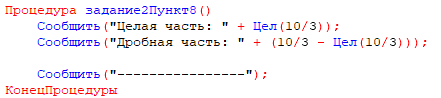 Процедура задание2Пункт8()
Сообщить("Целая часть: " + Цел(10/3));
Сообщить("Дробная часть: " + (10/3 - Цел(10/3)));
Сообщить("----------------");
КонецПроцедуры